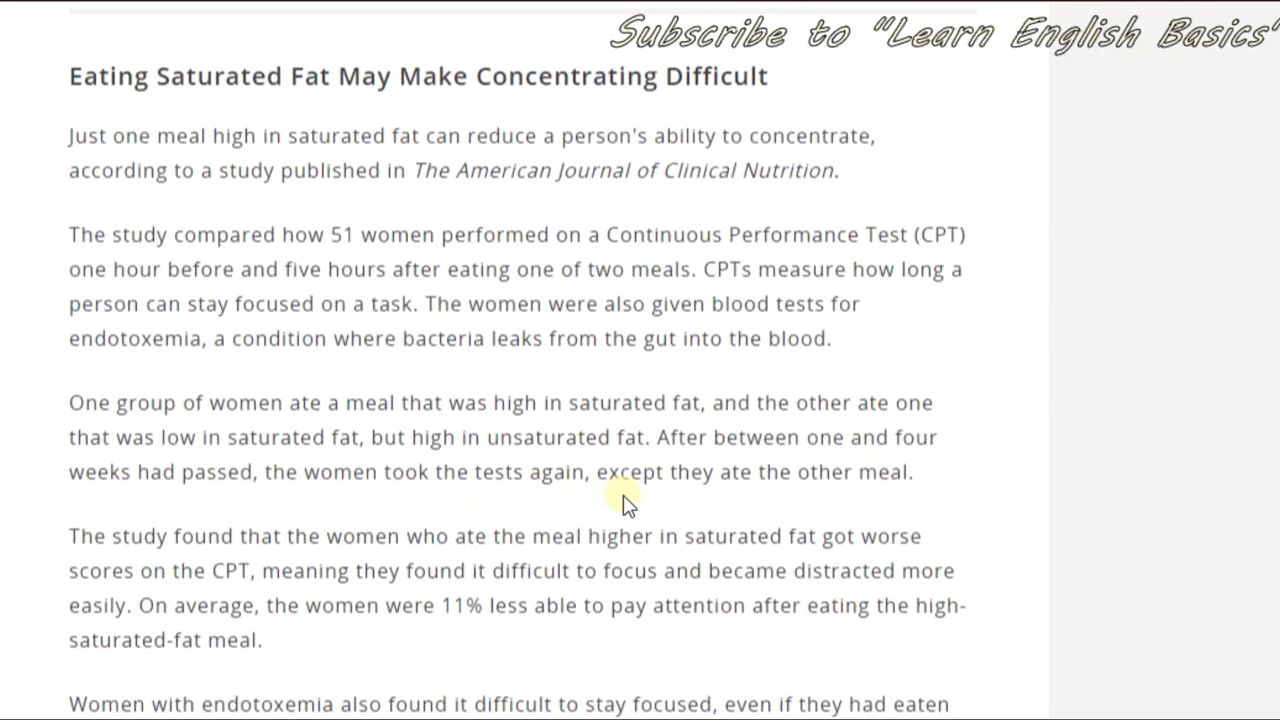 Subscribe to "Learn English Basics"
Eating Saturated Fat May Make Concentrating Difficult
Just one meal high in saturated fat can reduce a person's ability to concentrate,
according to a study published in The American Journal of Clinical Nutrition.
The study compared how 51 women performed on a Continuous Performance Test (CPT)
one hour before and five hours after eating one of two meals. CPTs measure how long a
person can stay focused on a task. The women were also given blood tests for
endotoxemia, a condition where bacteria leaks from the gut into the blood.
One group of women ate a meal that was high in saturated fat, and the other ate one
that was low in saturated fat, but high in unsaturated fat. After between one and four
weeks had passed, the women took the tests again, except they ate the other meal.
The study found that the women who ate the meal higher in saturated fat got worse
scores on the CPT, meaning they found it difficult to focus and became distracted more
easily. On average, the women were 11% less able to pay attention after eating the high-
saturated-fat meal.
Women with endotoxemia also found it difficult to stay focused, even if they had eaten